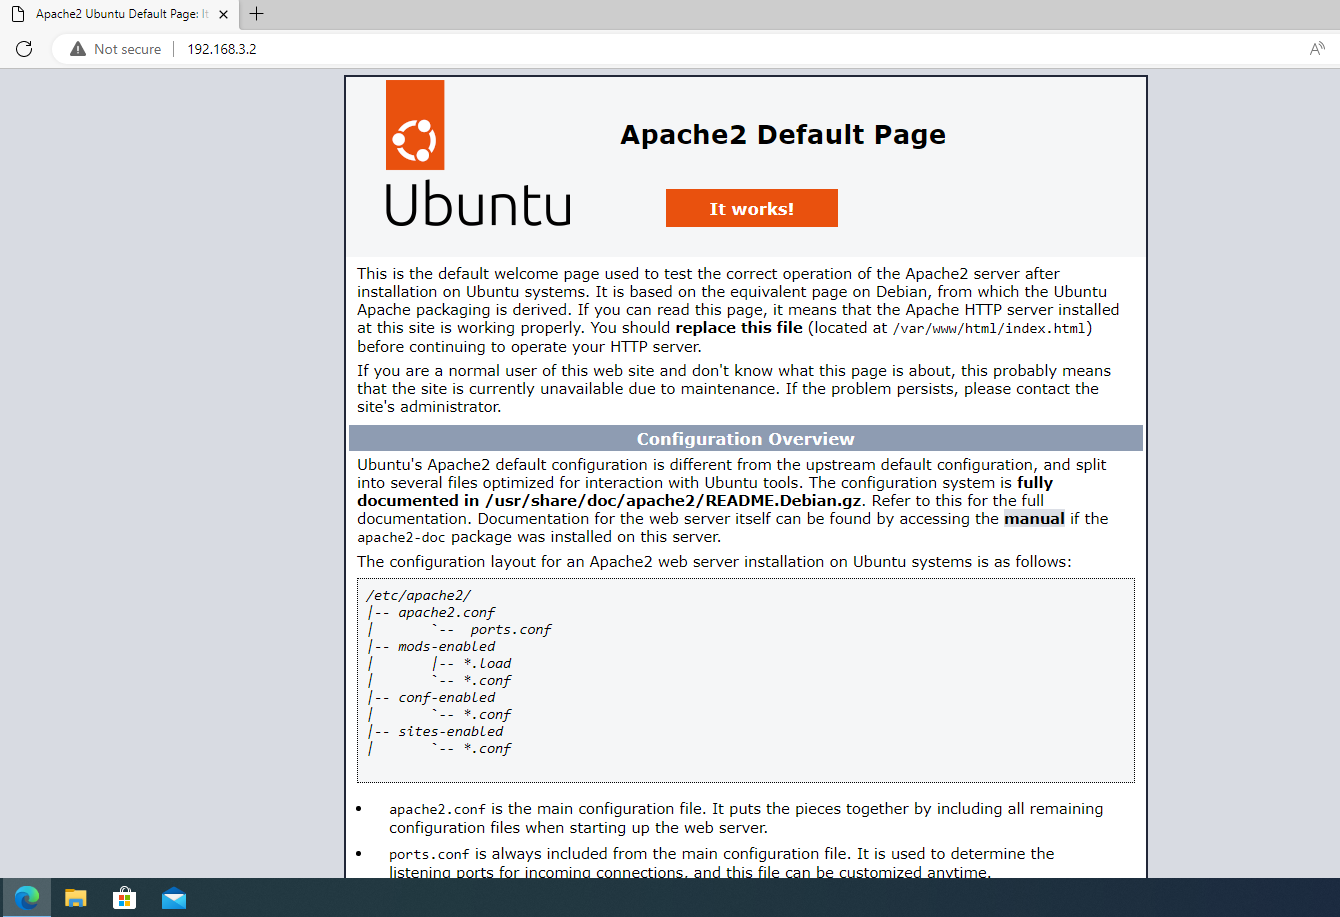 Apache2 Ubuntu Default Page: It
Not secure
192.168.3.2
Ubuntu
Apache2 Default Page
It works!
This is the default welcome page used to test the correct operation of the Apache2 server after
installation on Ubuntu systems. It is based on the equivalent page on Debian, from which the Ubuntu
Apache packaging is derived. If you can read this page, it means that the Apache HTTP server installed
at this site is working properly. You should replace this file (located at /var/www/html/index.html)
before continuing to operate your HTTP server.
If you are a normal user of this web site and don't know what this page is about, this probably means
that the site is currently unavailable due to maintenance. If the problem persists, please contact the
site's administrator.
Configuration Overview
Ubuntu's Apache2 default configuration is different from the upstream default configuration, and split
into several files optimized for interaction with Ubuntu tools. The configuration system is fully
documented in /usr/share/doc/apache2/README.Debian.gz. Refer to this for the full
documentation. Documentation for the web server itself can be found by accessing the manual if the
apache2-doc package was installed on this server.
The configuration layout for an Apache2 web server installation on Ubuntu systems is as follows:
/etc/apache2/
|-- apache2.conf
|       `--  ports.conf
|-- mods-enabled
|       |-- *.load
|       `-- *.conf
|-- conf-enabled
|       `-- *.conf
|-- sites-enabled
|       `-- *.conf
• apache2.conf is the main configuration file. It puts the pieces together by including all remaining
configuration files when starting up the web server.
• ports.conf is always included from the main configuration file. It is used to determine the
listening ports for incoming connections, and this file can be customized anytime.